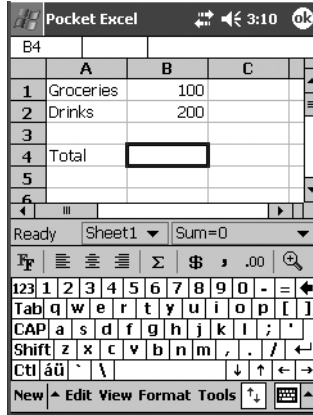 Pocket Excel 3:10 ok
B4
A B C
1 Groceries 100
2 Drinks 200
3
4 Total
5
6
Ready Sheet1 Sum=0
FF Σ $ , .00
123 1 2 3 4 5 6 7 8 9 0 - =
Tab q w e r t y u i o p [ ]
CAP a s d f g h j k l ; '
Shift z x c v b n m , . /
Ctl áü ` \
New Edit View Format Tools